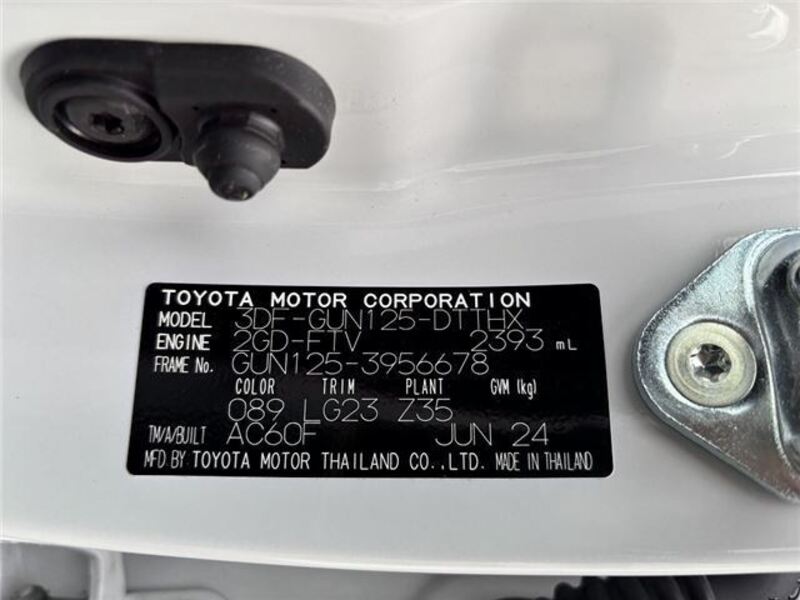 TOYOTA MOTOR CORPORATION
MODEL 3DF-GUN125-DTTHX
ENGINE 2GD-FTV 2393 mL
FRAME No. GUN125-3956678
COLOR TRIM PLANT GVM (kg)
089 LG23 Z35
TM/A/BUILT AC60F JUN 24
MFD.BY TOYOTA MOTOR THAILAND CO.,LTD. MADE IN THAILAND